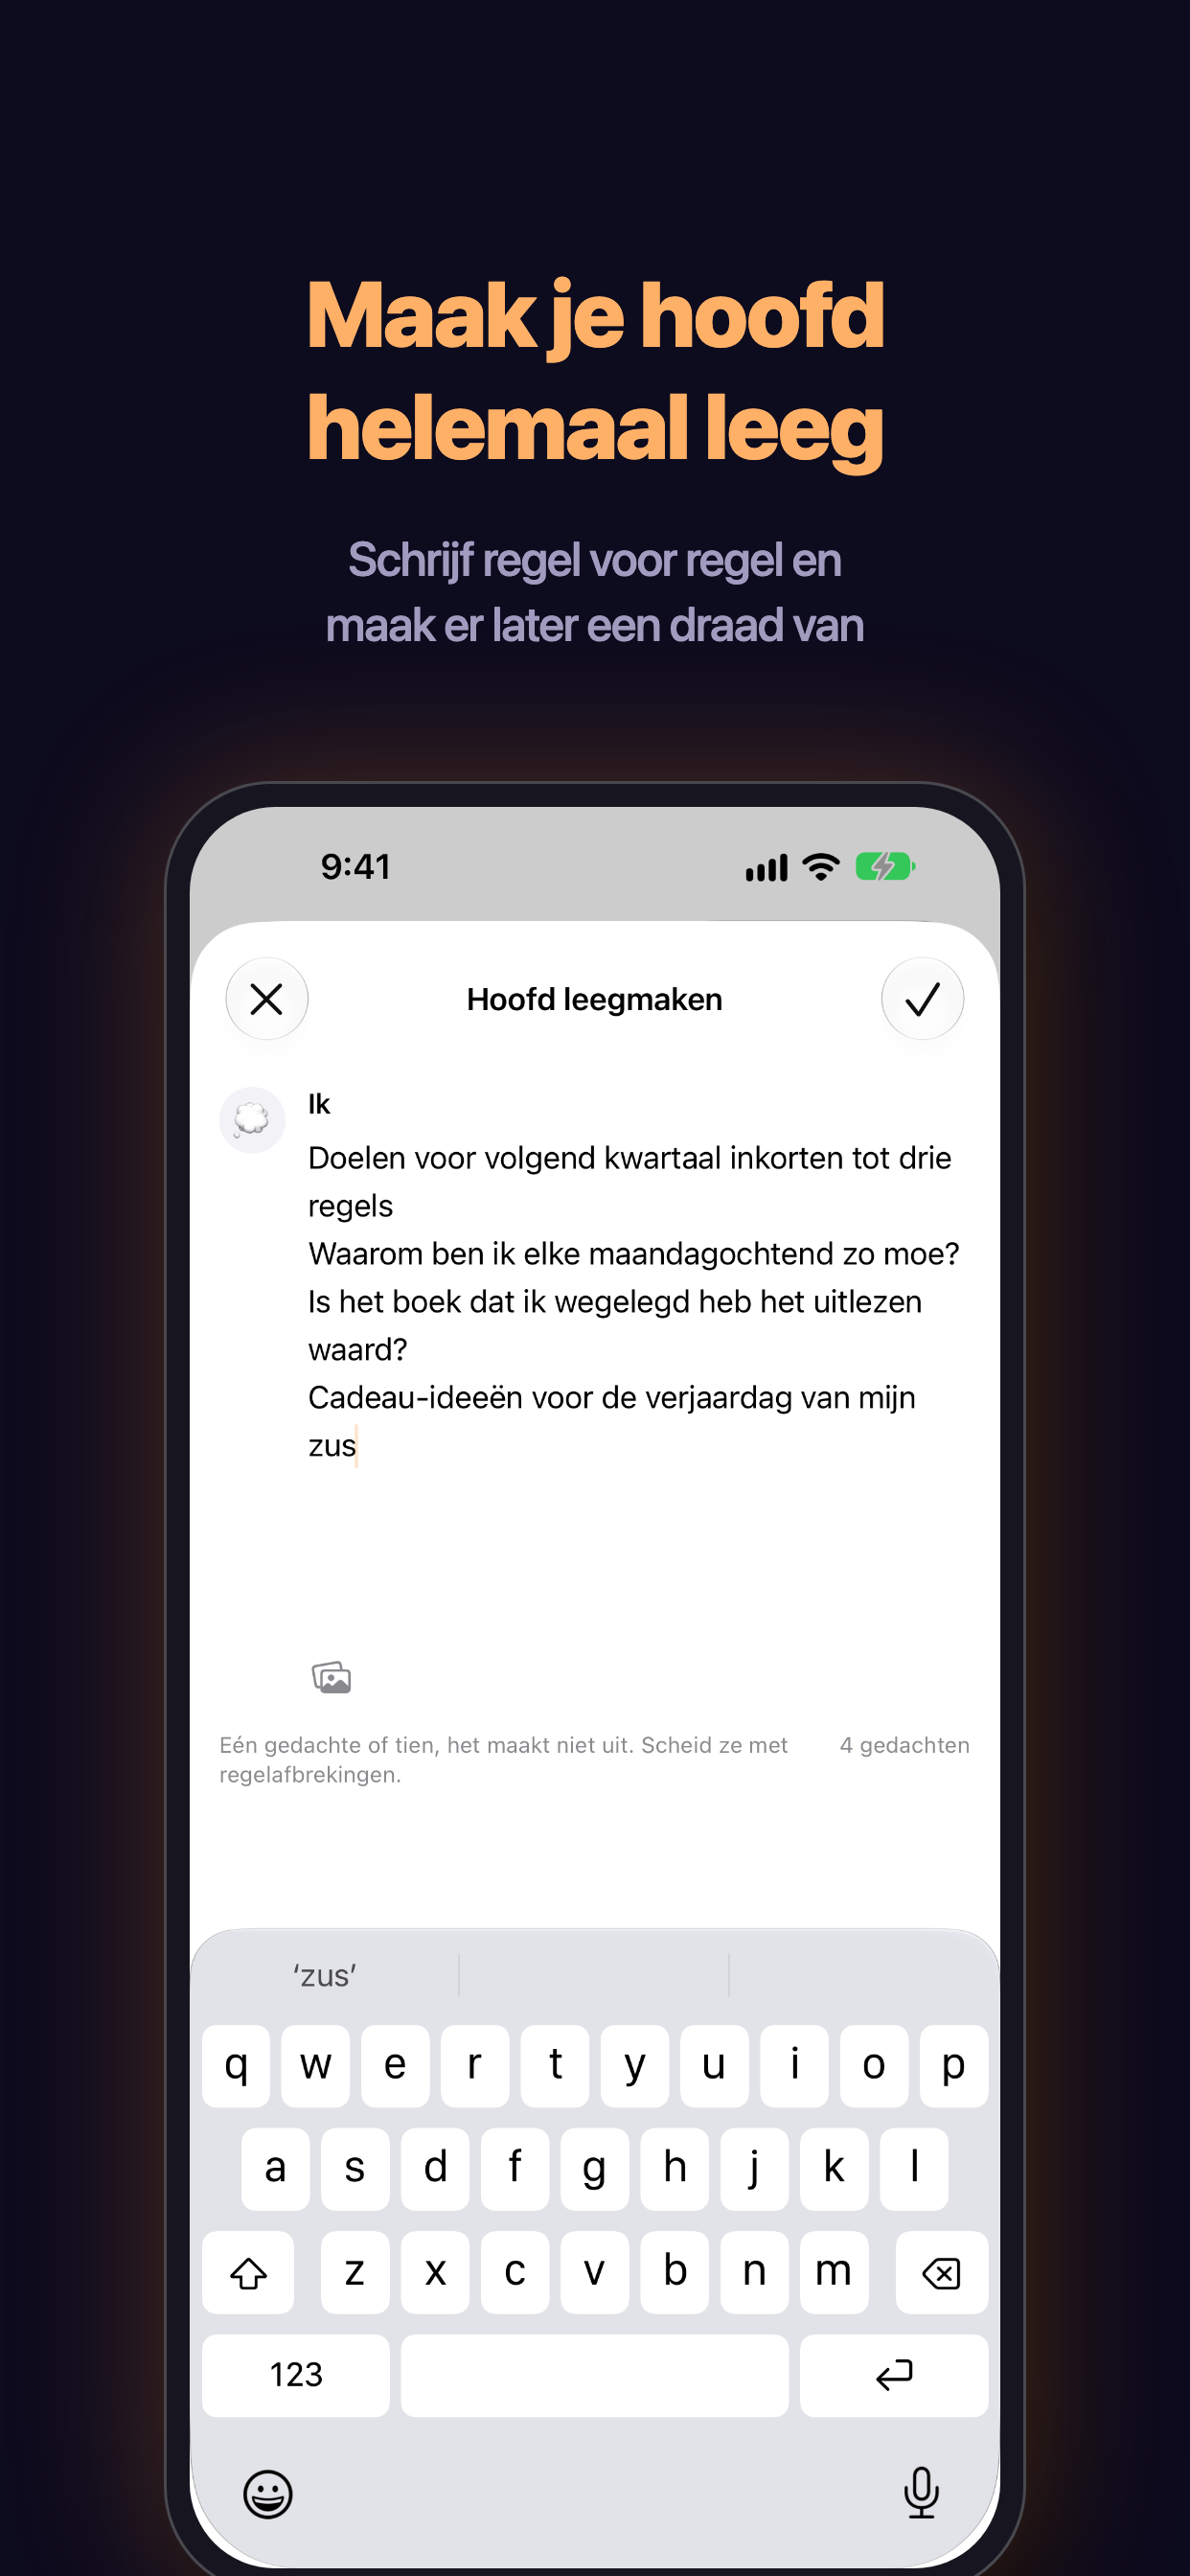 Maak je hoofd
helemaal leeg
Schrijf regel voor regel en
maak er later een draad van
9:41
Hoofd leegmaken
Ik
Doelen voor volgend kwartaal inkorten tot drie
regels
Waarom ben ik elke maandagochtend zo moe?
Is het boek dat ik weggelegd heb het uitlezen
waard?
Cadeau-ideeën voor de verjaardag van mijn
zus
Eén gedachte of tien, het maakt niet uit. Scheid ze met
regelafbrekingen.
4 gedachten
‘zus’
q w e r t y u i o p
a s d f g h j k l
z x c v b n m
123